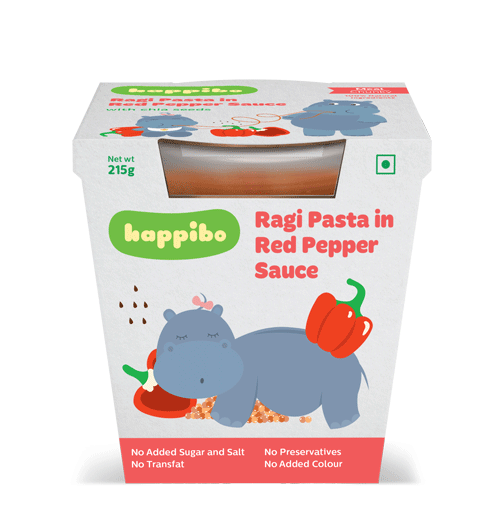 happibo
Ragi Pasta in
Red Pepper Sauce
with chia seeds
Net wt
215g
happibo
Ragi Pasta in
Red Pepper
Sauce
No Added Sugar and Salt
No Preservatives
No Transfat
No Added Colour